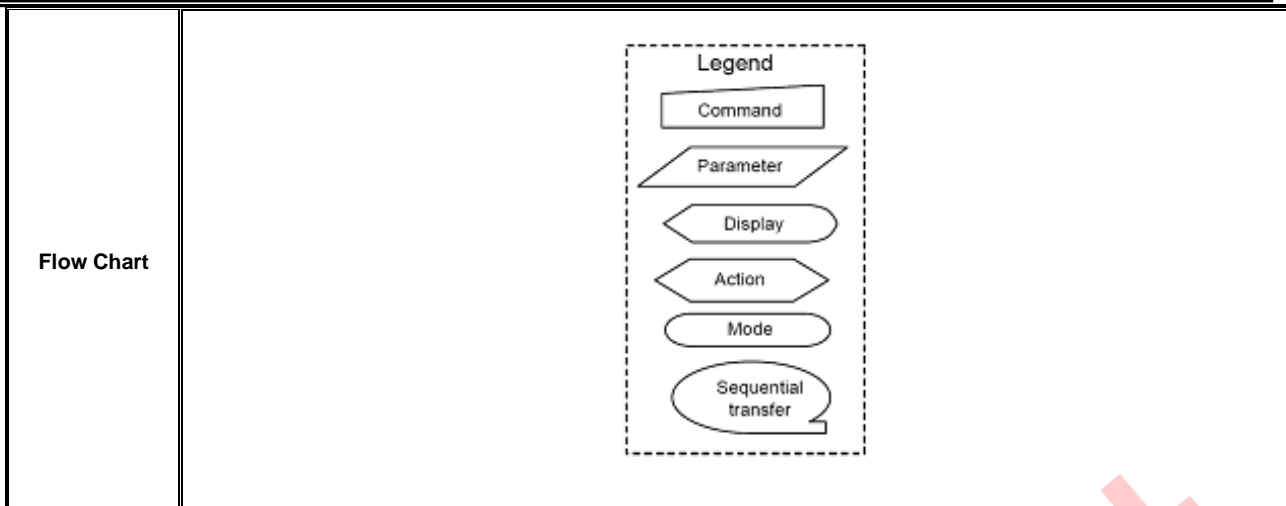 Flow Chart
Legend
Command
Parameter
Display
Action
Mode
Sequential
transfer